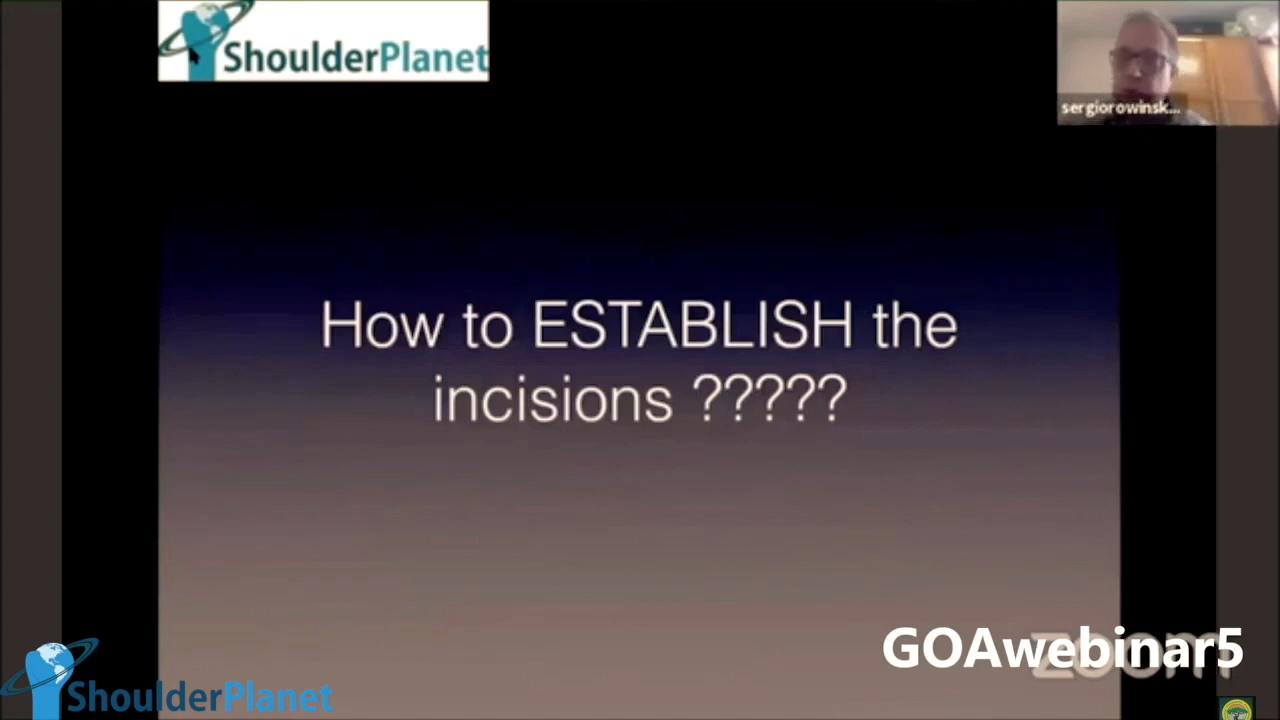 ShoulderPlanet
sergiorowinsk...
How to ESTABLISH the
incisions ?????
GOAwebinar5
zoom
ShoulderPlanet